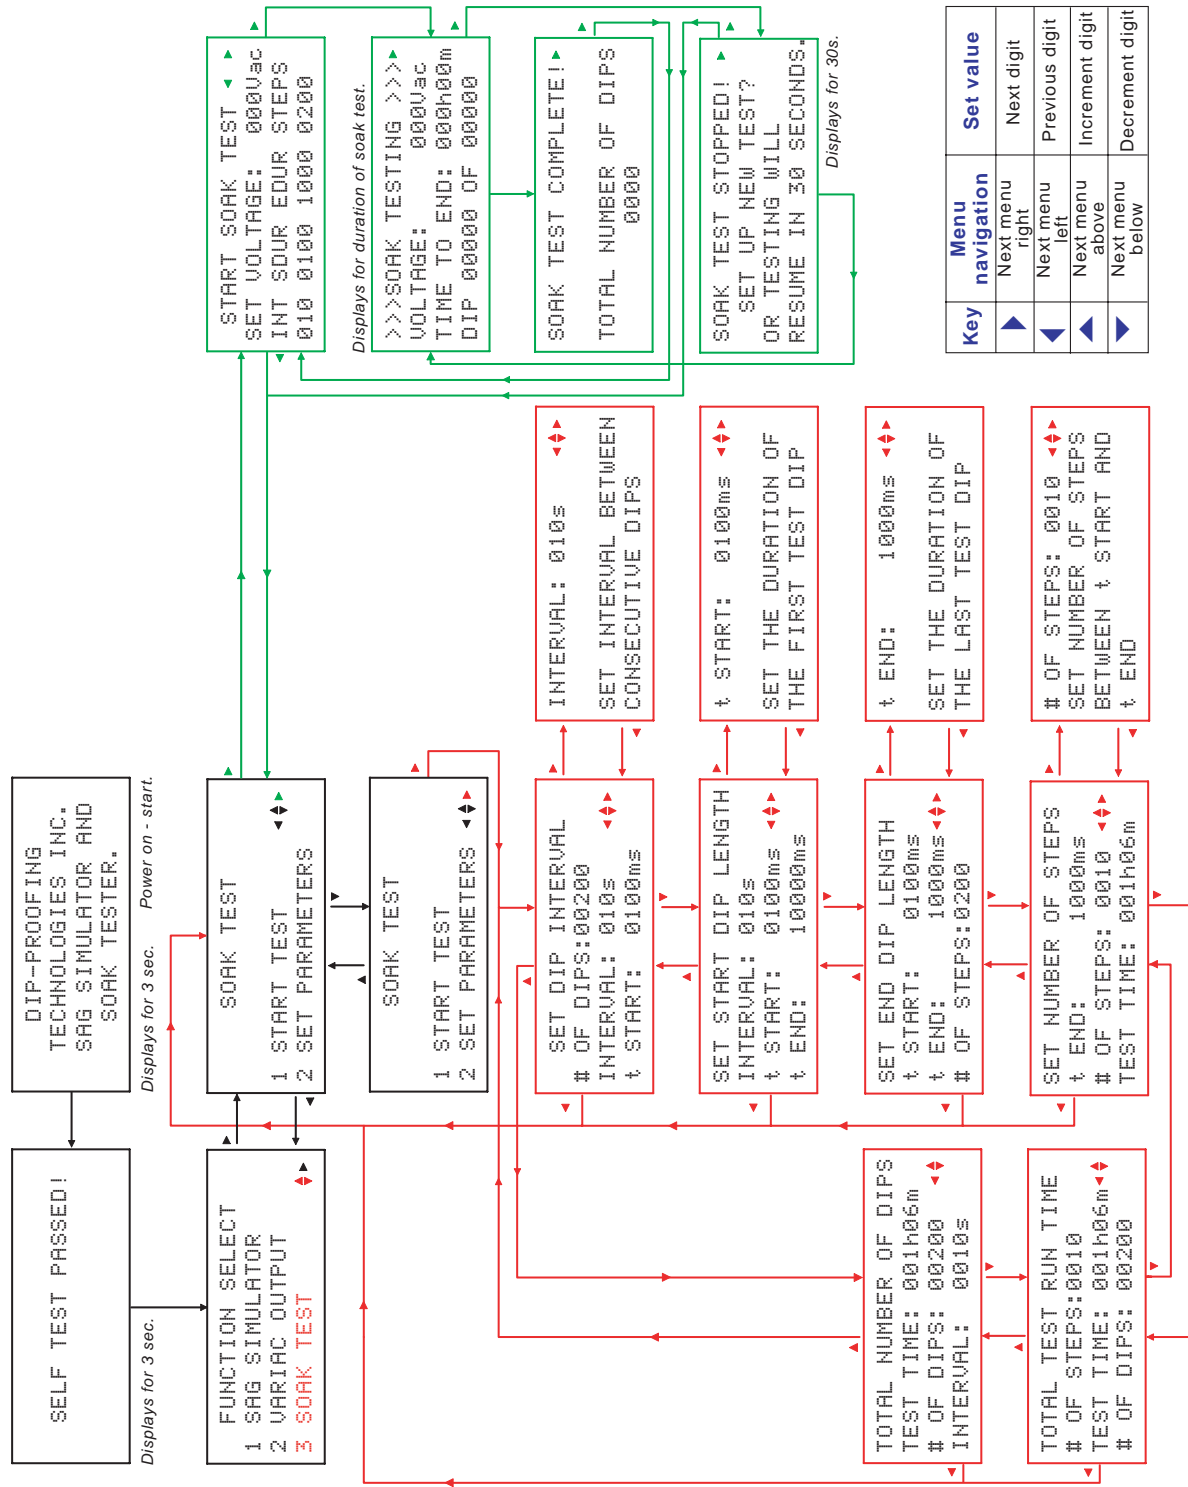 DIP-PROOFING
TECHNOLOGIES INC.
SAG SIMULATOR AND
SOAK TESTER.
Displays for 3 sec.
Power on - start.
SELF TEST PASSED!
Displays for 3 sec.
FUNCTION SELECT
1 SAG SIMULATOR
2 VARIAC OUTPUT
3 SOAK TEST
SOAK TEST
1 START TEST
2 SET PARAMETERS
SOAK TEST
1 START TEST
2 SET PARAMETERS
START SOAK TEST
SET VOLTAGE: 000Vac
INT SDUR EDUR STEPS
010 0100 1000 0200
Displays for duration of soak test.
>>>SOAK TESTING >>>
VOLTAGE: 000Vac
TIME TO END: 000h00m
DIP 00000 OF 00000
SOAK TEST COMPLETE!
TOTAL NUMBER OF DIPS
0000
SOAK TEST STOPPED!
SET UP NEW TEST?
OR TESTING WILL
RESUME IN 30 SECONDS.
Displays for 30s.
SET DIP INTERVAL
# OF DIPS:00200
INTERVAL: 010s
t START: 0100ms
INTERVAL: 010s
SET INTERVAL BETWEEN
CONSECUTIVE DIPS
SET START DIP LENGTH
INTERVAL: 010s
t START: 0100ms
t END: 10000ms
t START: 0100ms
SET THE DURATION OF
THE FIRST TEST DIP
TOTAL NUMBER OF DIPS
TEST TIME: 001h06m
# OF DIPS: 00200
INTERVAL: 0010s
SET END DIP LENGTH
t START: 0100ms
t END: 1000ms
# OF STEPS:0200
t END: 1000ms
SET THE DURATION OF
THE LAST TEST DIP
TOTAL TEST RUN TIME
# OF STEPS:0010
TEST TIME: 001h06m
# OF DIPS: 00200
SET NUMBER OF STEPS
t END: 1000ms
# OF STEPS: 0010
TEST TIME: 001h06m
# OF STEPS: 0010
SET NUMBER OF STEPS
BETWEEN t START AND
t END
Key
Menu
navigation
Set value
Next menu
right
Next digit
Next menu
left
Previous digit
Next menu
above
Increment digit
Next menu
below
Decrement digit